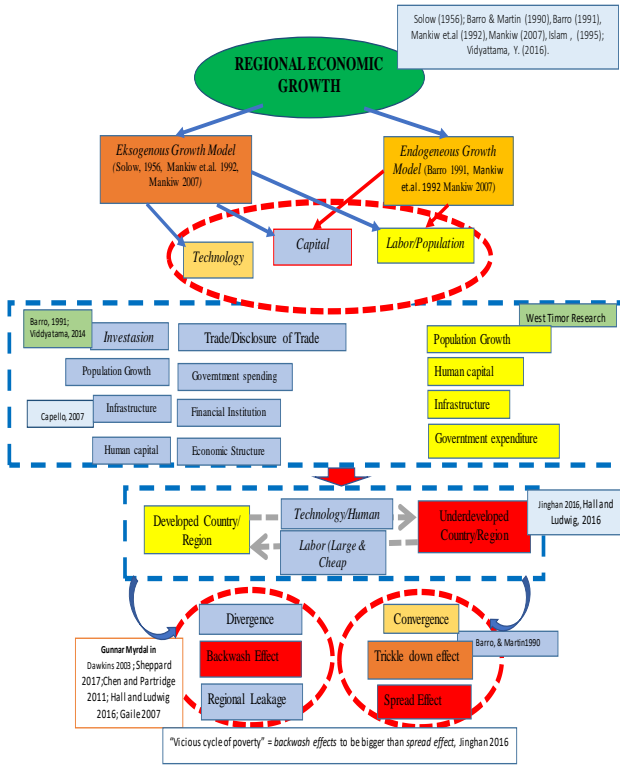 Solow (1956); Barro & Martin (1990), Barro (1991),
Mankiw et.al (1992), Mankiw (2007), Islam , (1995);
Vidyattama, Y. (2016).
REGIONAL ECONOMIC
GROWTH
Eksogenous Growth Model
(Solow, 1956, Mankiw et.al. 1992,
Mankiw 2007)
Endogeneous Growth
Model (Barro 1991, Mankiw
et.al. 1992 Mankiw 2007)
Technology
Capital
Labor/Population
Barro, 1991;
Viddyatama, 2014
Investasion
Trade/Disclosure of Trade
Population Growth
Govermtment spending
Capello, 2007
Infrastructure
Financial Institution
Human capital
Economic Structure
West Timor Research
Population Growth
Human capital
Infrastructure
Govertntment expenditure
Developed Country/
Region
Technology/Human
Labor (Large &
Cheap
Underdeveloped
Country/Region
Jinghan 2016, Hall and
Ludwig, 2016
Gunnar Myrdal in
Dawkins 2003 ; Sheppard
2017;Chen and Partridge
2011; Hall and Ludwig
2016; Gaile 2007
Divergence
Backwash Effect
Regional Leakage
Convergence
Trickle down effect
Spread Effect
Barro, & Martin1990
"Vicious cycle of poverty" = backwash effects to be bigger than spread effect, Jinghan 2016